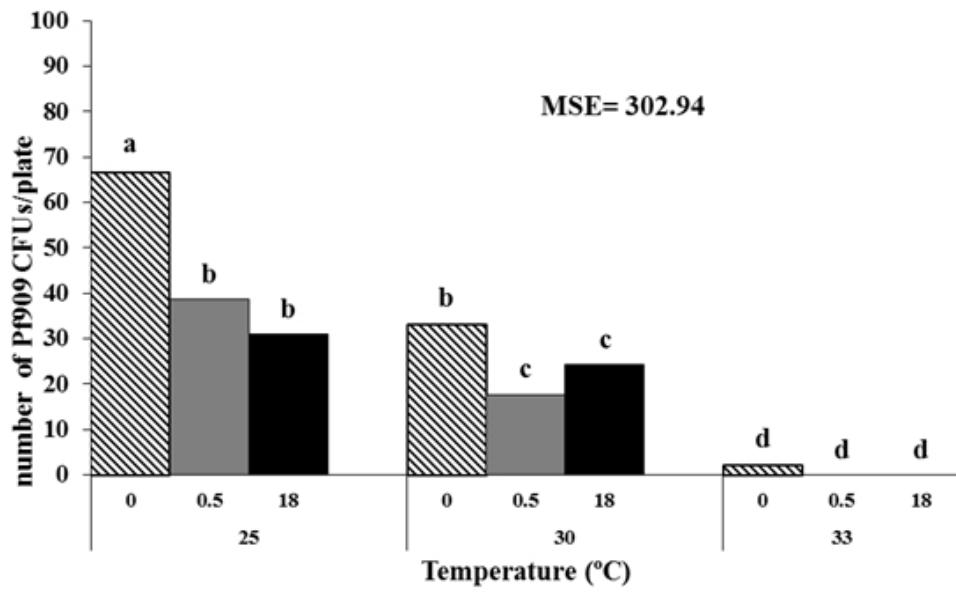 number of Pf909 CFUs/plate
100
90
80
70
60
50
40
30
20
10
0
MSE= 302.94
a
b
b
b
c
c
d
d
d
0 0.5 18 0 0.5 18 0 0.5 18
25 30 33
Temperature (ºC)